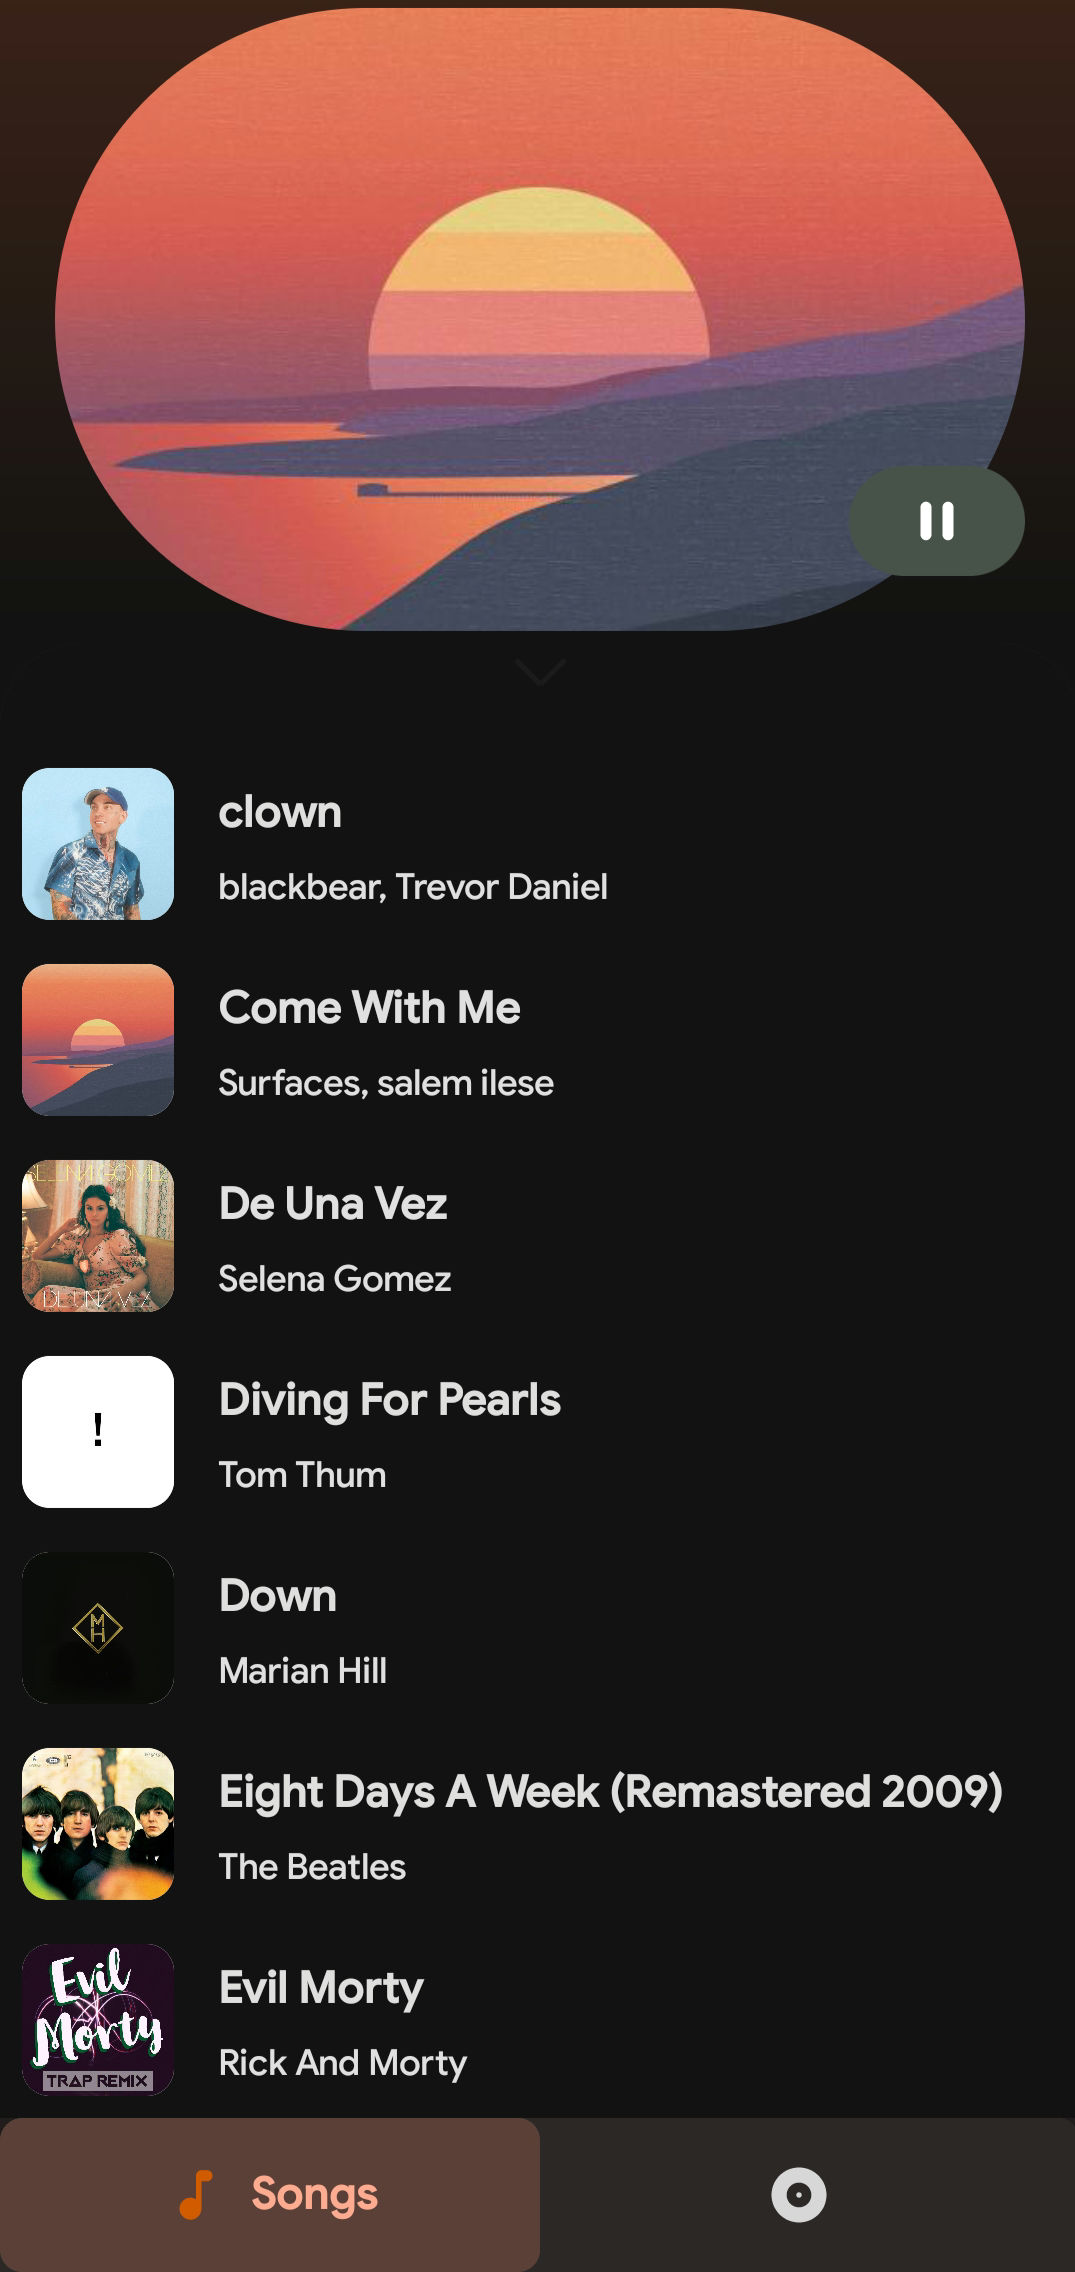 clown
blackbear, Trevor Daniel
Come With Me
Surfaces, salem ilese
SELENA GOMEZ
DE UNA VEZ
De Una Vez
Selena Gomez
!
Diving For Pearls
Tom Thum
M
H
Down
Marian Hill
Eight Days A Week (Remastered 2009)
The Beatles
Evil
Morty
TRAP REMIX
Evil Morty
Rick And Morty
Songs